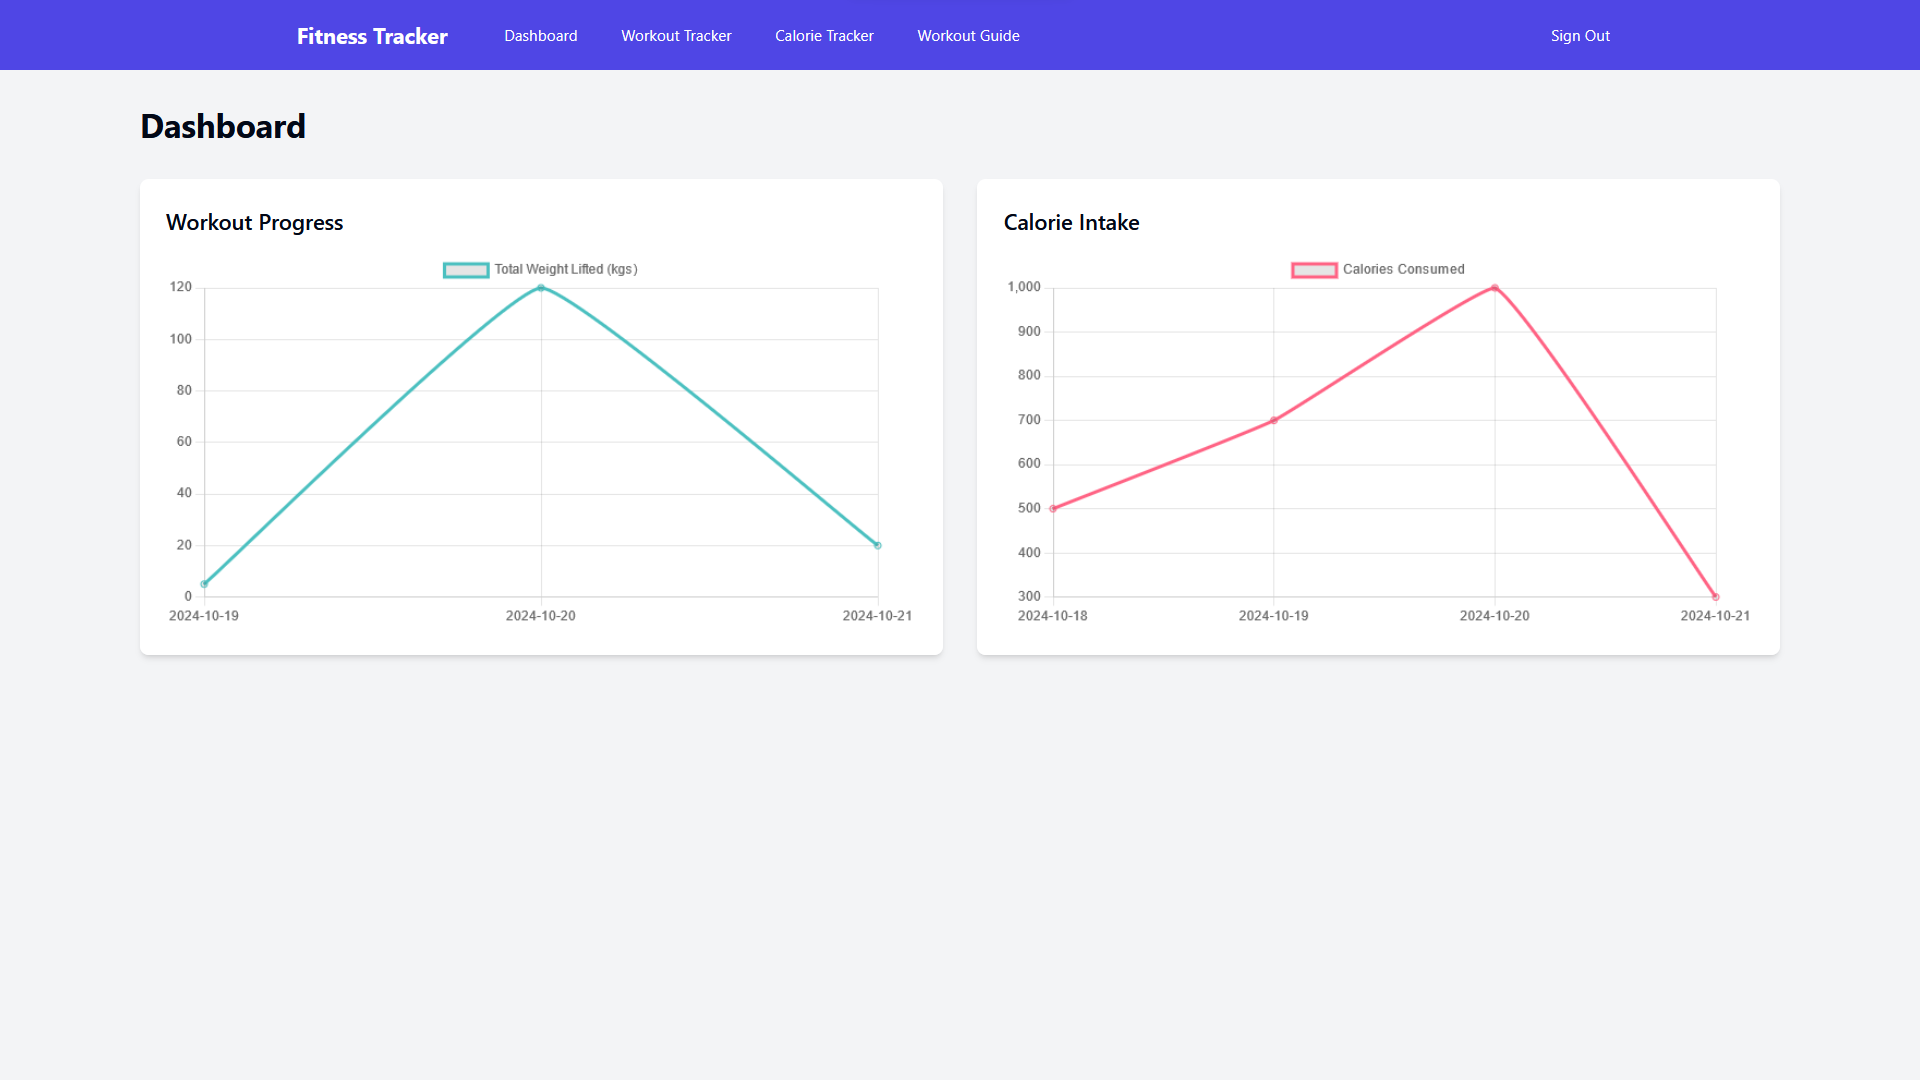 Fitness Tracker Dashboard Workout Tracker Calorie Tracker Workout Guide Sign Out
Dashboard
Workout Progress
Total Weight Lifted (kgs)
120
100
80
60
40
20
0
2024-10-19 2024-10-20 2024-10-21
Calorie Intake
Calories Consumed
1,000
900
800
700
600
500
400
300
2024-10-18 2024-10-19 2024-10-20 2024-10-21